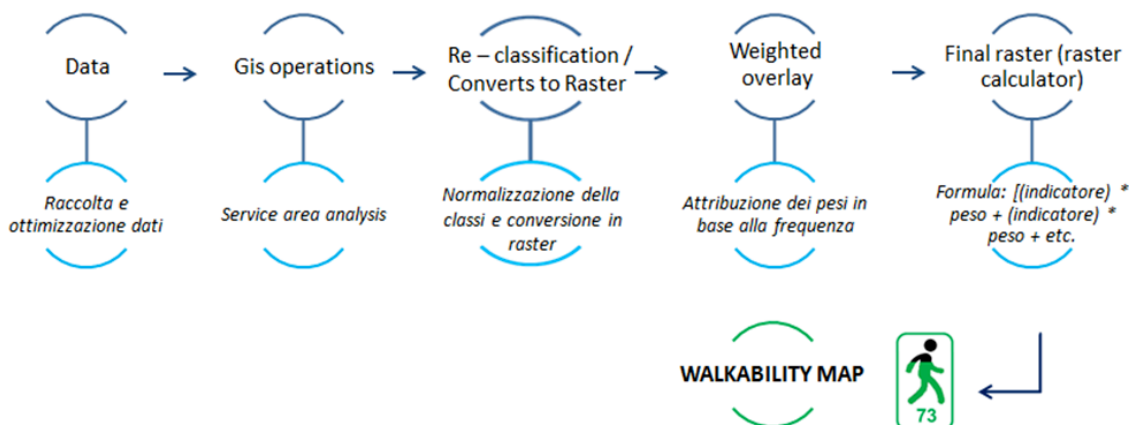 Data
Gis operations
Re – classification /
Converts to Raster
Weighted
overlay
Final raster (raster
calculator)
Raccolta e
ottimizzazione dati
Service area analysis
Normalizzazione della
classi e conversione in
raster
Attribuzione dei pesi in
base alla frequenza
Formula: [(indicatore) *
peso + (indicatore) *
peso + etc.
WALKABILITY MAP
73